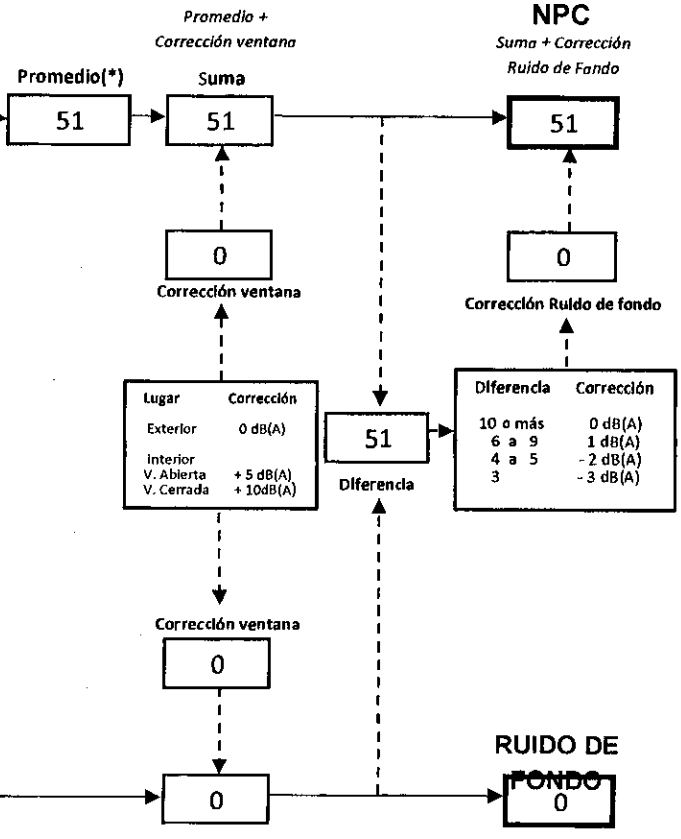 Promedio +
Corrección ventana
NPC
Suma + Corrección
Ruido de Fando
Promedio(*)
Suma
51
51
51
0
0
Corrección ventana
Corrección Ruido de fondo
Lugar Corrección
Exterior 0 dB(A)
interior
V. Abierta + 5 dB(A)
V. Cerrada + 10dB(A)
51
Diferencia
Diferencia Corrección
10 o más 0 dB(A)
6 a 9 1 dB(A)
4 a 5 - 2 dB(A)
3 - 3 dB(A)
Corrección ventana
0
RUIDO DE
FONDO
0
0